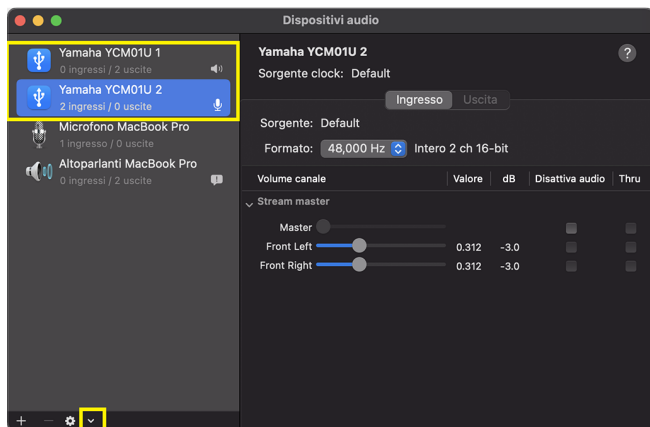 Dispositivi audio
Yamaha YCM01U 1
0 ingressi / 2 uscite
Yamaha YCM01U 2
2 ingressi / 0 uscite
Microfono MacBook Pro
1 ingresso / 0 uscite
Altoparlanti MacBook Pro
0 ingressi / 2 uscite
Yamaha YCM01U 2
?
Sorgente clock: Default
Ingresso Uscita
Sorgente: Default
Formato: 48,000 Hz Intero 2 ch 16-bit
Volume canale Valore dB Disattiva audio Thru
Stream master
Master
Front Left 0.312 -3.0
Front Right 0.312 -3.0